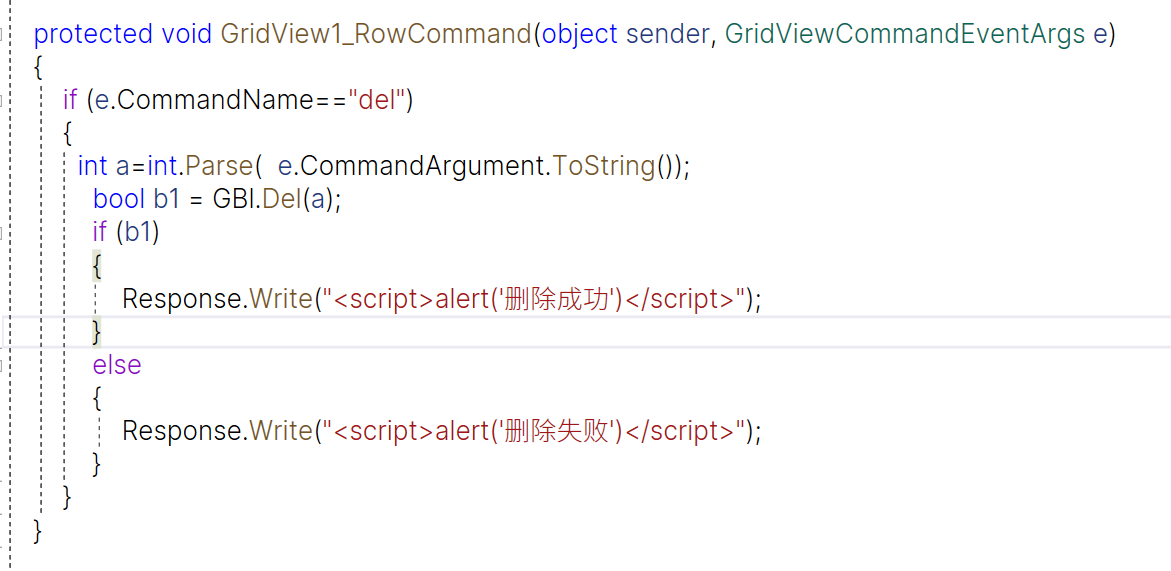 protected void GridView1_RowCommand(object sender, GridViewCommandEventArgs e)
{
if (e.CommandName=="del")
{
int a=int.Parse(  e.CommandArgument.ToString());
bool b1 = GBl.Del(a);
if (b1)
{
Response.Write("<script>alert('删除成功')</script>");
}
else
{
Response.Write("<script>alert('删除失败')</script>");
}
}
}